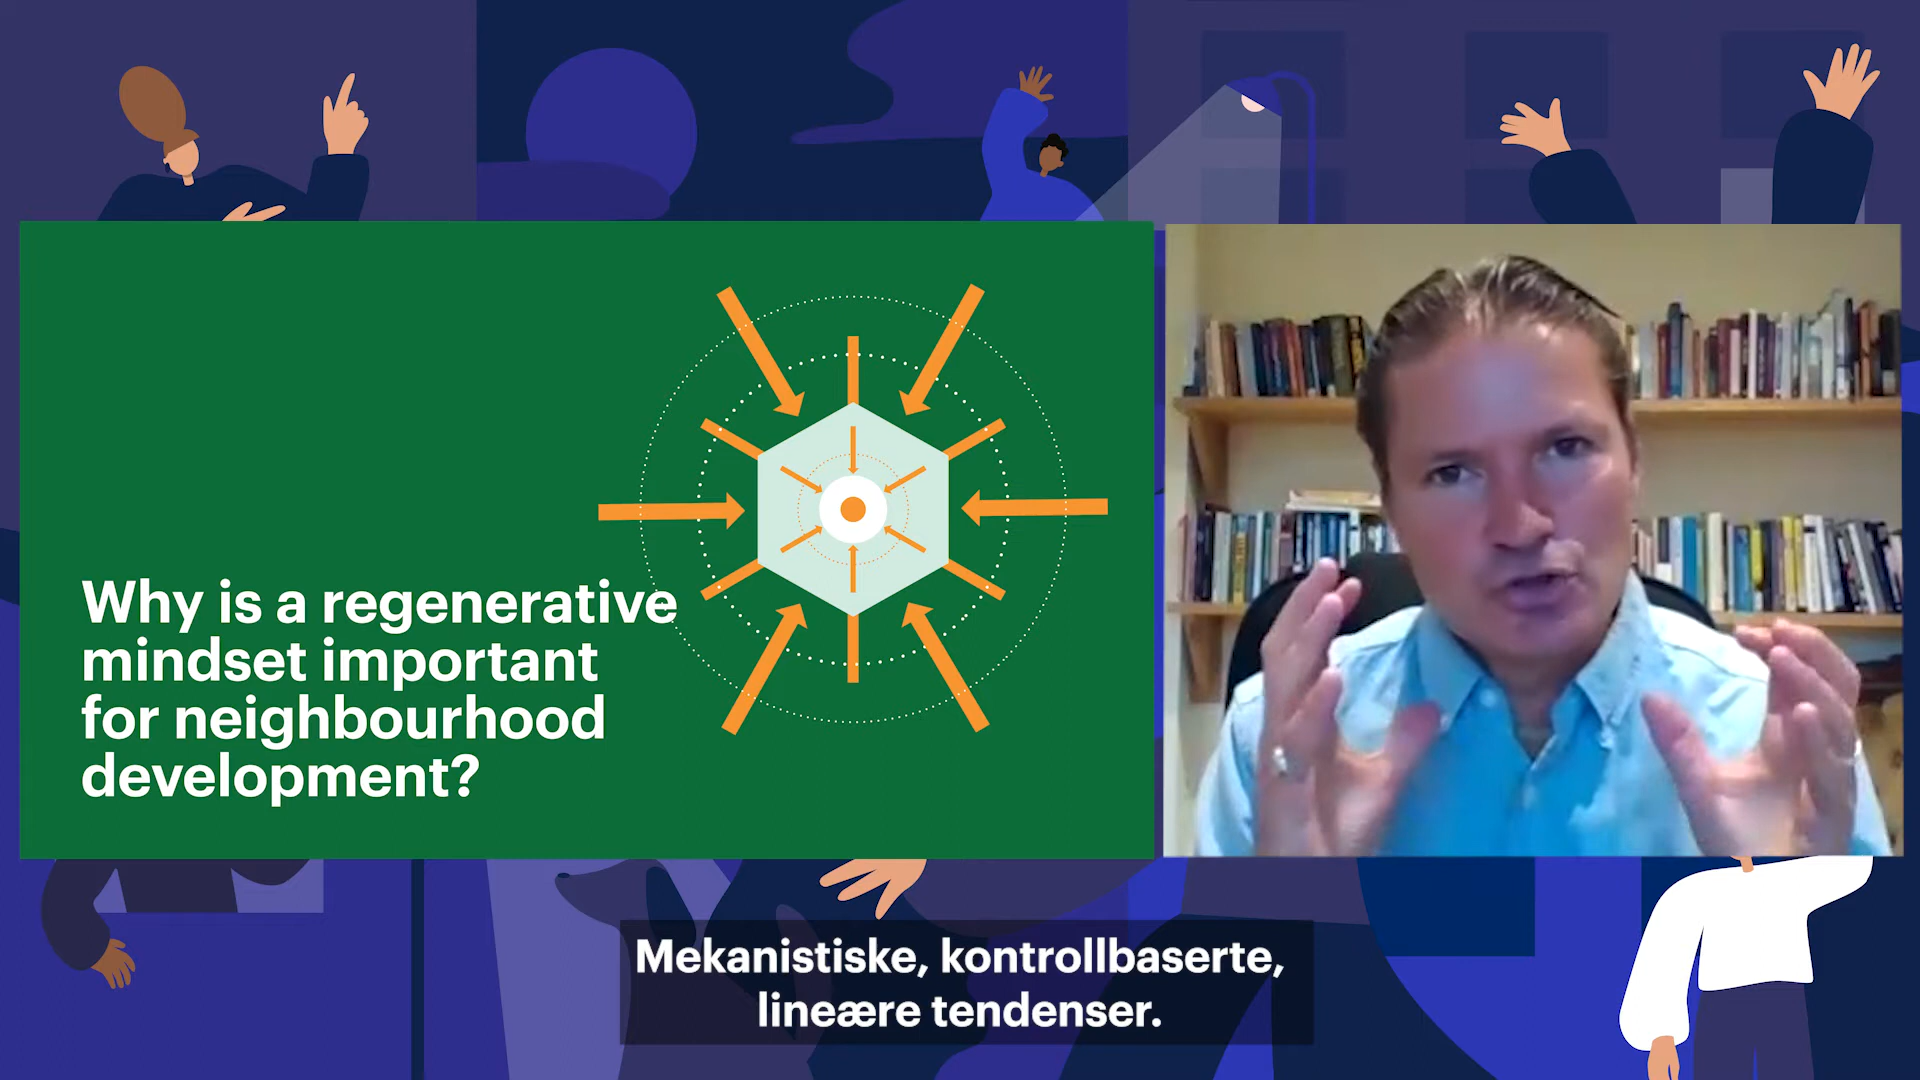 Why is a regenerative
mindset important
for neighbourhood
development?
Mekanistiske, kontrollbaserte,
lineære tendenser.